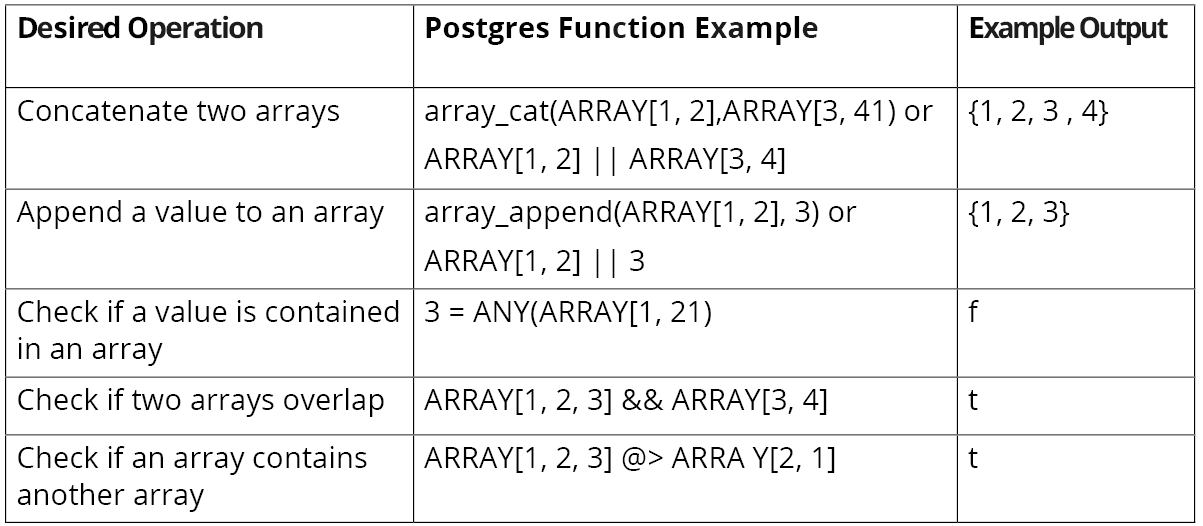 Desired Operation Postgres Function Example Example Output
Concatenate two arrays array_cat(ARRAY[1, 2],ARRAY[3, 41) or {1, 2, 3 , 4}
ARRAY[1, 2] || ARRAY[3, 4]
Append a value to an array array_append(ARRAY[1, 2], 3) or {1, 2, 3}
ARRAY[1, 2] || 3
Check if a value is contained 3 = ANY(ARRAY[1, 21) f
in an array
Check if two arrays overlap ARRAY[1, 2, 3] && ARRAY[3, 4] t
Check if an array contains ARRAY[1, 2, 3] @> ARRA Y[2, 1] t
another array